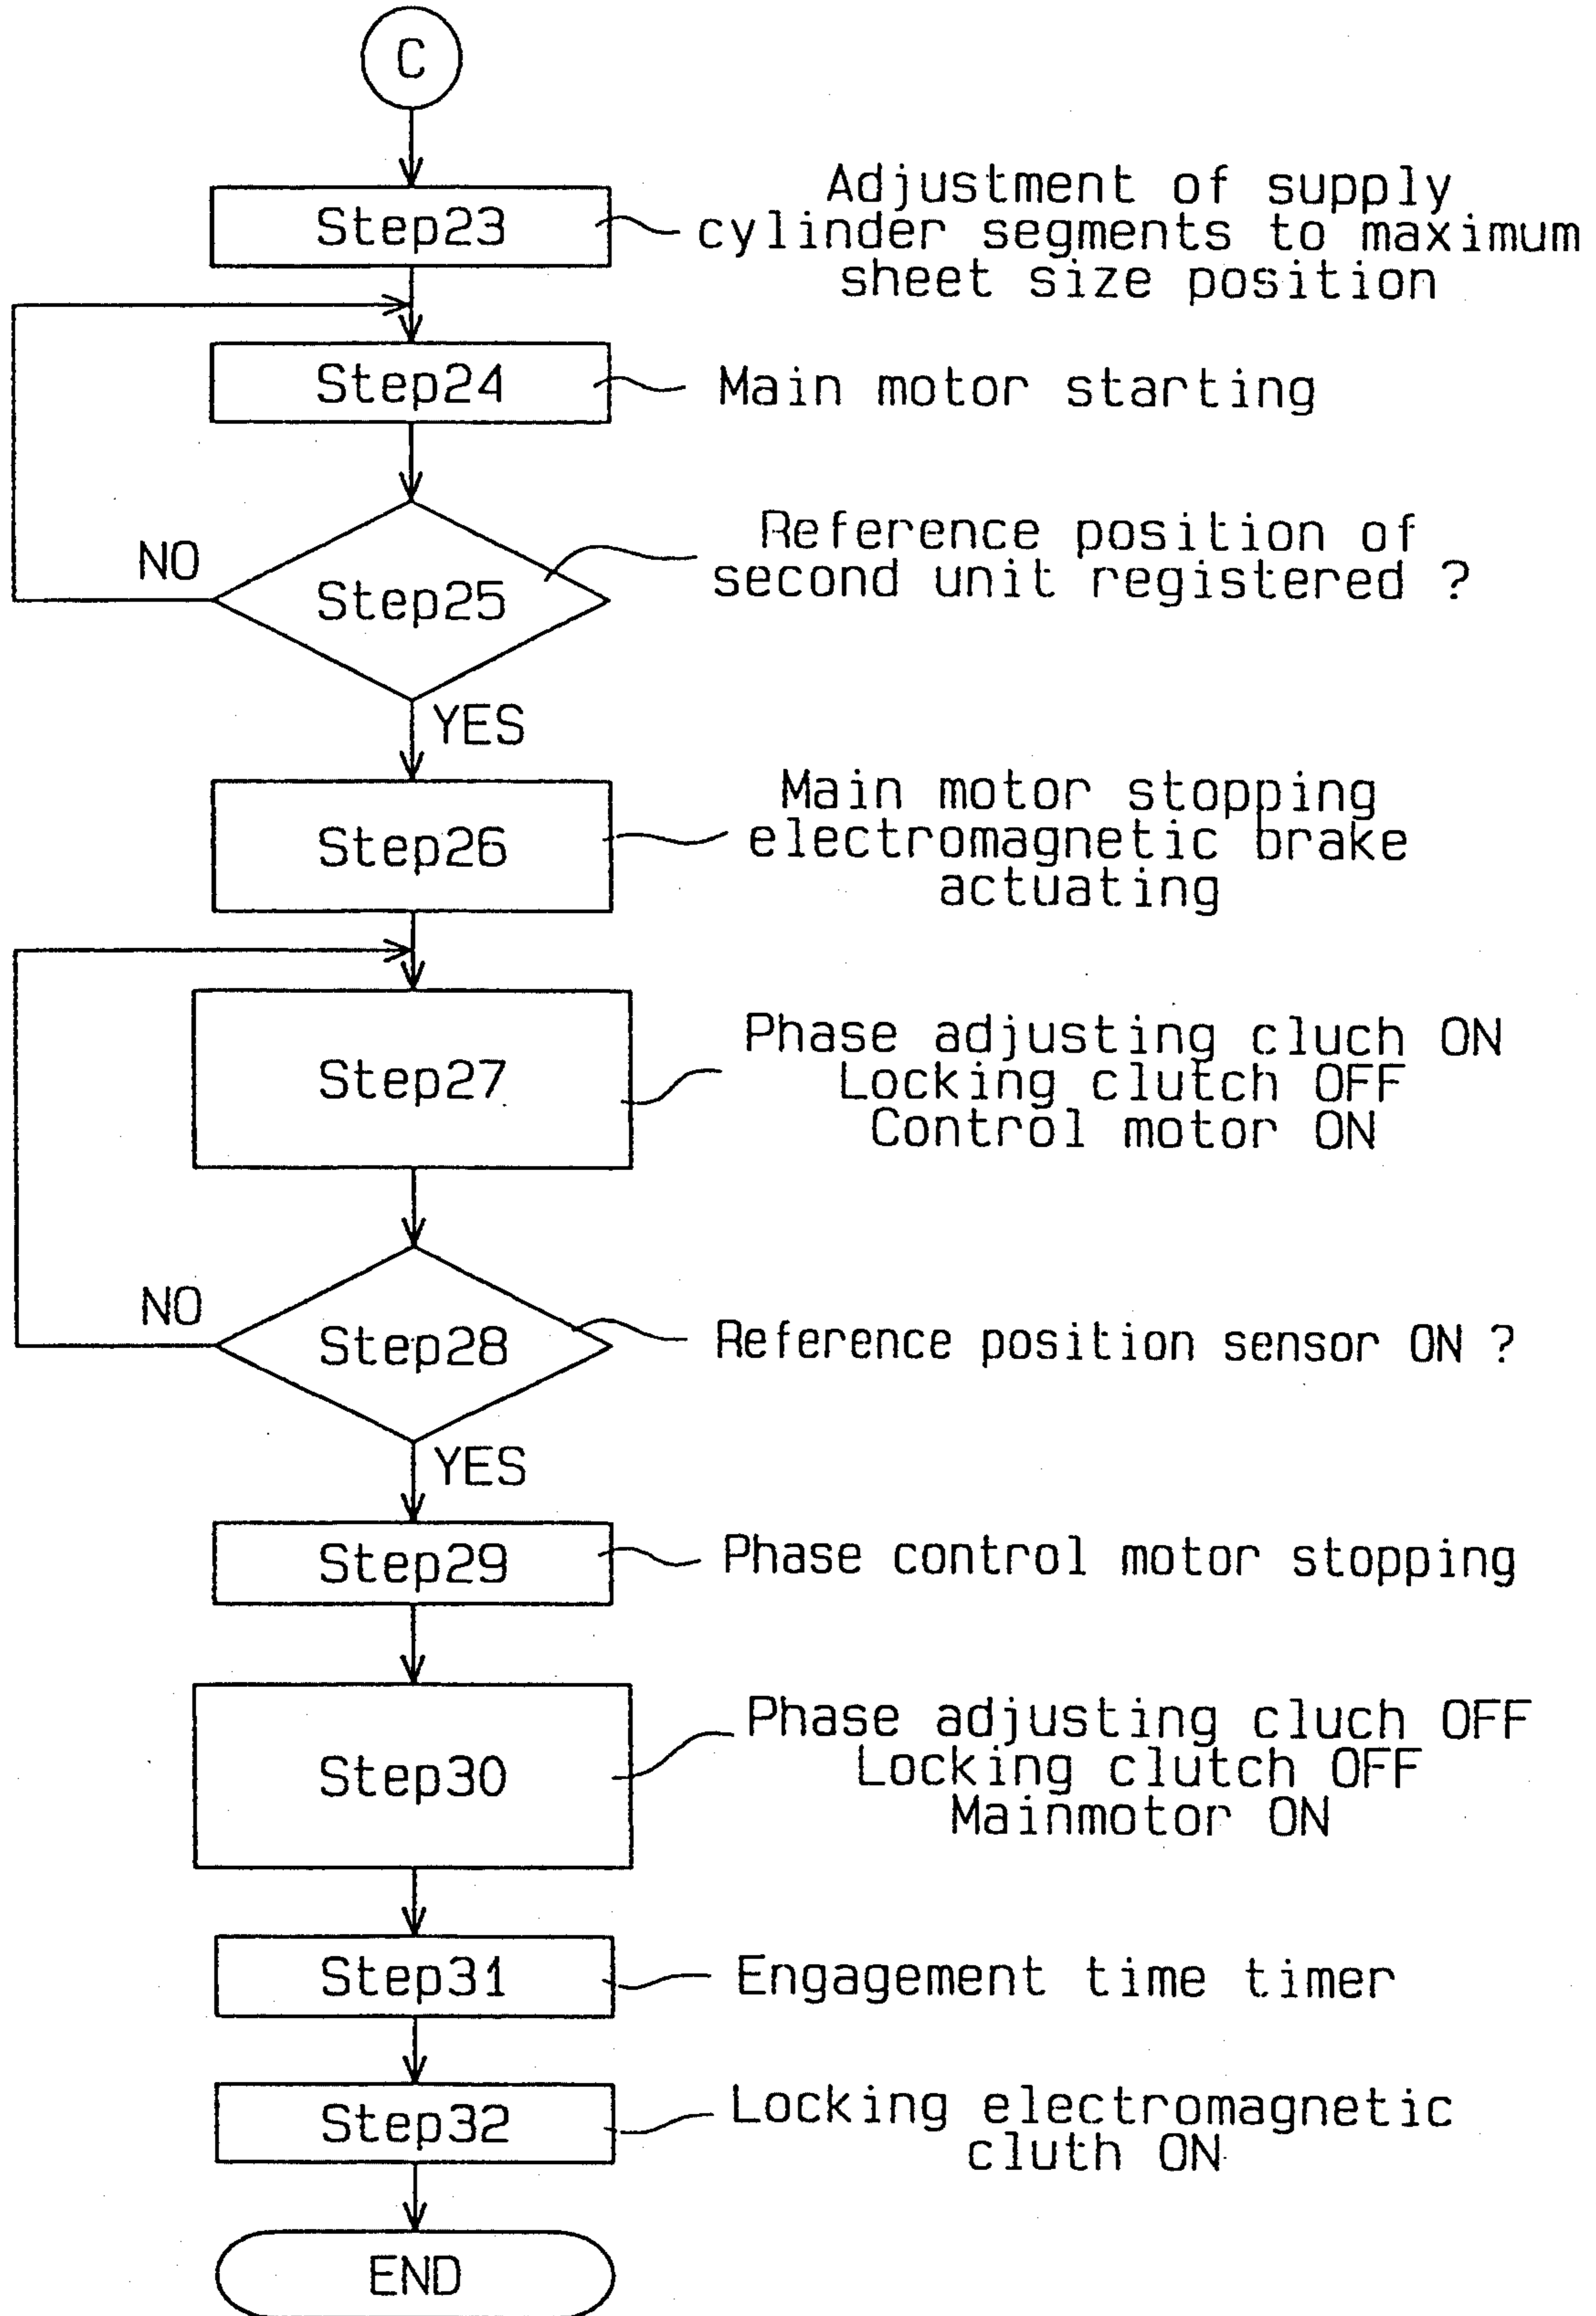 C
Step23
Adjustment of supply
cylinder segments to maximum
sheet size position
Step24
Main motor starting
Step25
NO
Reference position of
second unit registered ?
YES
Step26
Main motor stopping
electromagnetic brake
actuating
Step27
Phase adjusting cluch ON
Locking clutch OFF
Control motor ON
Step28
NO
Reference position sensor ON ?
YES
Step29
Phase control motor stopping
Step30
Phase adjusting cluch OFF
Locking clutch OFF
Mainmotor ON
Step31
Engagement time timer
Step32
Locking electromagnetic
cluth ON
END